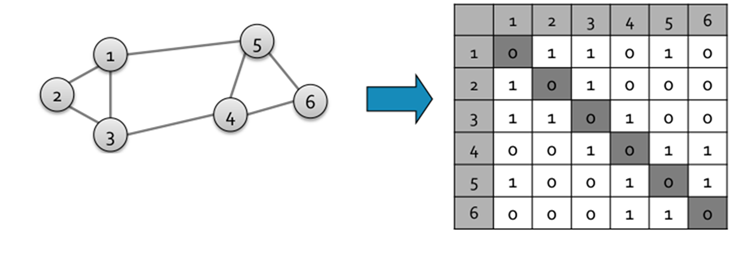 1
5
2
4
6
3
1 2 3 4 5 6
1 0 1 1 0 1 0
2 1 0 1 0 0 0
3 1 1 0 1 0 0
4 0 0 1 0 1 1
5 1 0 0 1 0 1
6 0 0 0 1 1 0